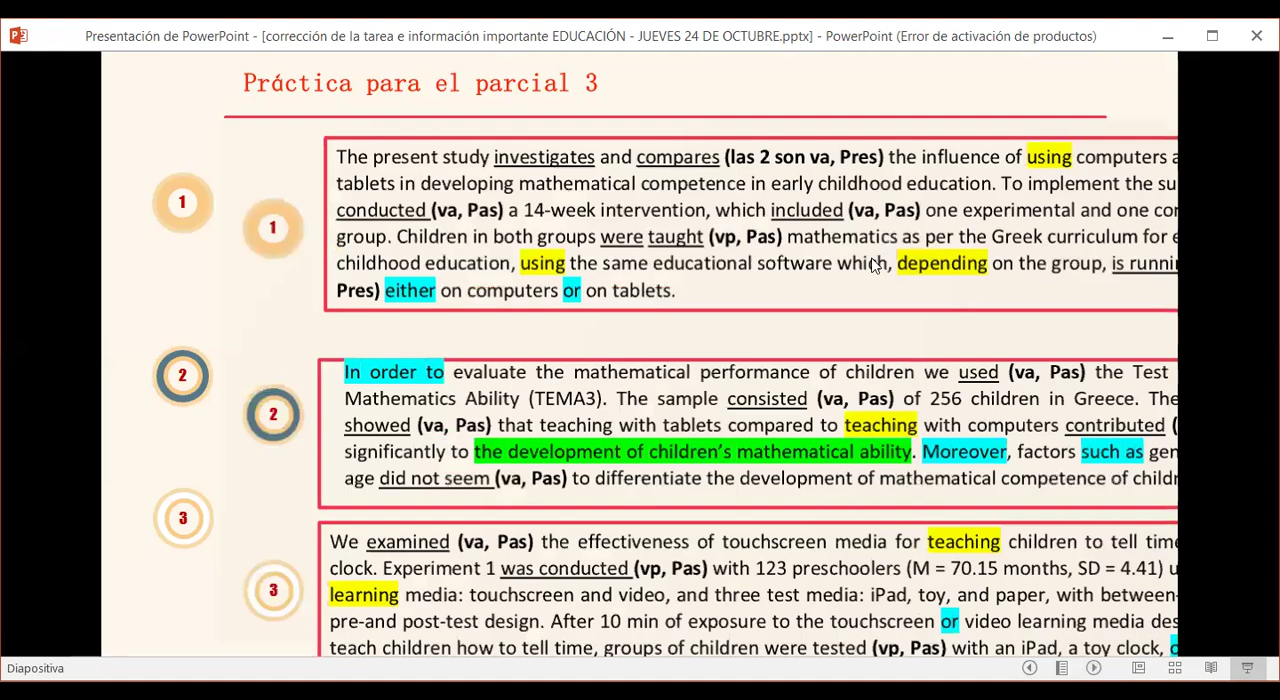 Presentación de PowerPoint - [corrección de la tarea e información importante EDUCACIÓN - JUEVES 24 DE OCTUBRE.pptx] - PowerPoint (Error de activación de productos)
Práctica para el parcial 3
1
1
The present study investigates and compares (las 2 son va, Pres) the influence of using computers
tablets in developing mathematical competence in early childhood education. To implement the
conducted (va, Pas) a 14-week intervention, which included (va, Pas) one experimental and one
group. Children in both groups were taught (vp, Pas) mathematics as per the Greek curriculum for
childhood education, using the same educational software which, depending on the group, is
Pres) either on computers or on tablets.
2
2
In order to evaluate the mathematical performance of children we used (va, Pas) the Test
Mathematics Ability (TEMA3). The sample consisted (va, Pas) of 256 children in Greece.
showed (va, Pas) that teaching with tablets compared to teaching with computers contributed (
significantly to the development of children's mathematical ability. Moreover, factors such as
age did not seem (va, Pas) to differentiate the development of mathematical competence of
3
3
We examined (va, Pas) the effectiveness of touchscreen media for teaching children to tell
clock. Experiment 1 was conducted (vp, Pas) with 123 preschoolers (M = 70.15 months, SD = 4.41)
learning media: touchscreen and video, and three test media: iPad, toy, and paper, with between-
pre-and post-test design. After 10 min of exposure to the touchscreen or video learning media
teach children how to tell time, groups of children were tested (vp, Pas) with an iPad, a toy clock,
Diapositiva